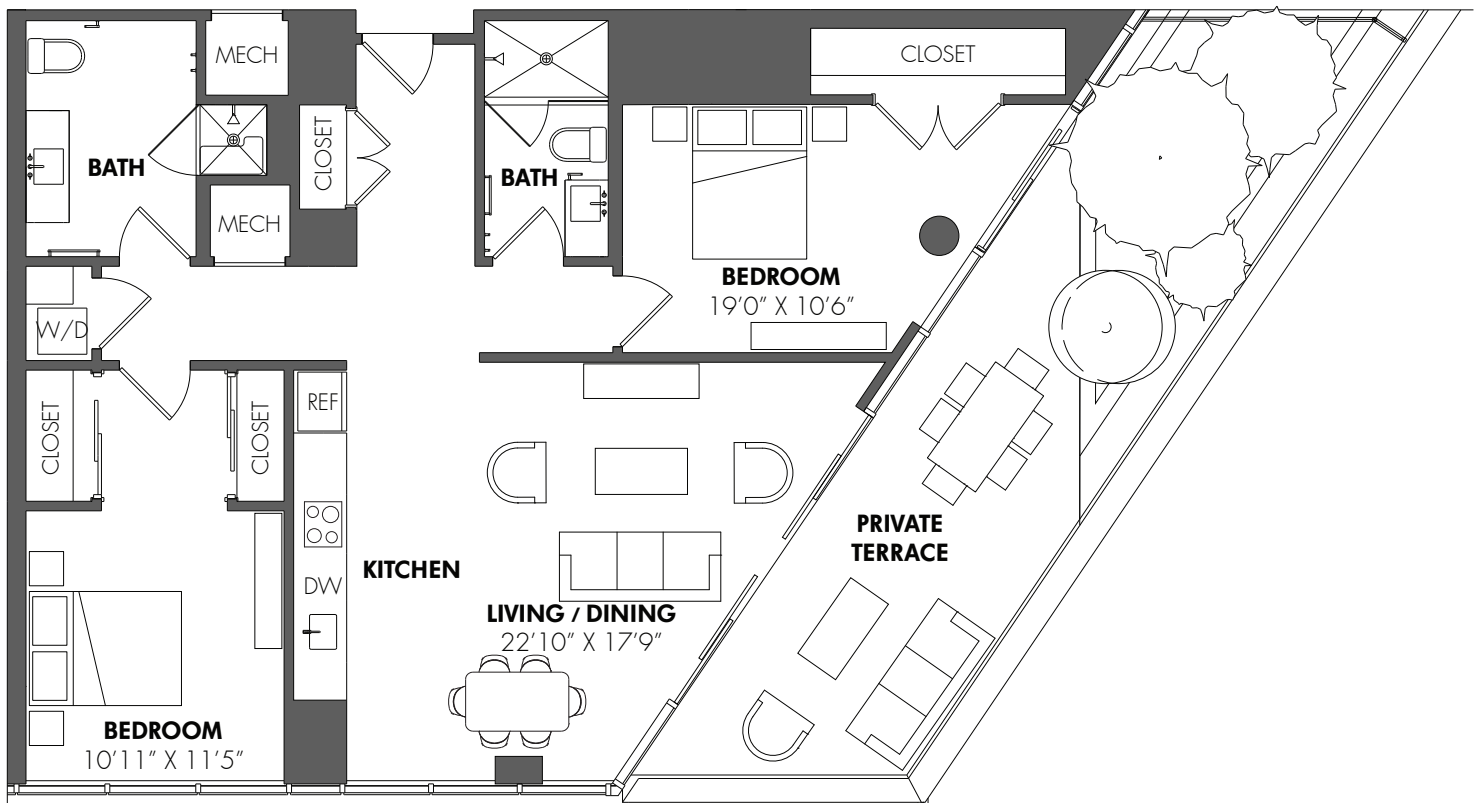 MECH
CLOSET
CLOSET
BATH
BATH
MECH
BEDROOM
19'0" X 10'6"
W/D
REF
CLOSET
CLOSET
PRIVATE
TERRACE
KITCHEN
DW
LIVING / DINING
22'10" X 17'9"
BEDROOM
10'11" X 11'5"